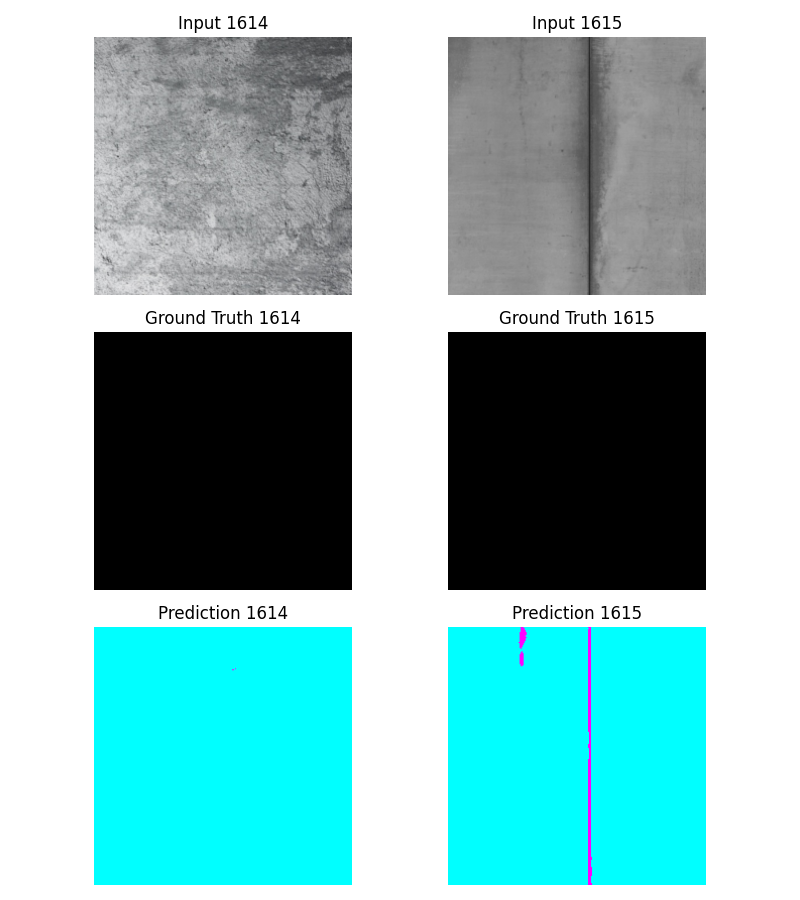 Input 1614
Input 1615
Ground Truth 1614
Ground Truth 1615
Prediction 1614
Prediction 1615